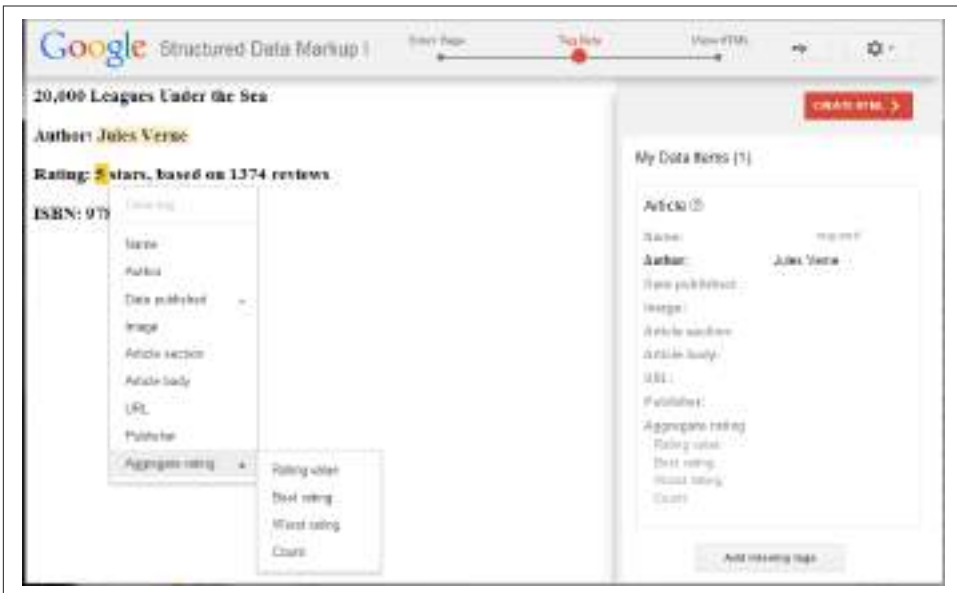 Google Structured Data Markup
Tag Data
View HTML
20,000 Leagues Under the Sea
CREATE HTML
Author: Jules Verne
My Data Items (1)
Rating: 5 stars, based on 1374 reviews
ISBN: 978
Article
Name
Author
Date published
Image
Article section
Article body
URL
Publisher
Aggregate rating
Rating value
Best rating
Worst rating
Count
Name: required
Author: Jules Verne
Date published:
Image:
Article section:
Article body:
URL:
Publisher:
Aggregate rating
Rating value
Best rating
Worst rating
Count
Add missing tags